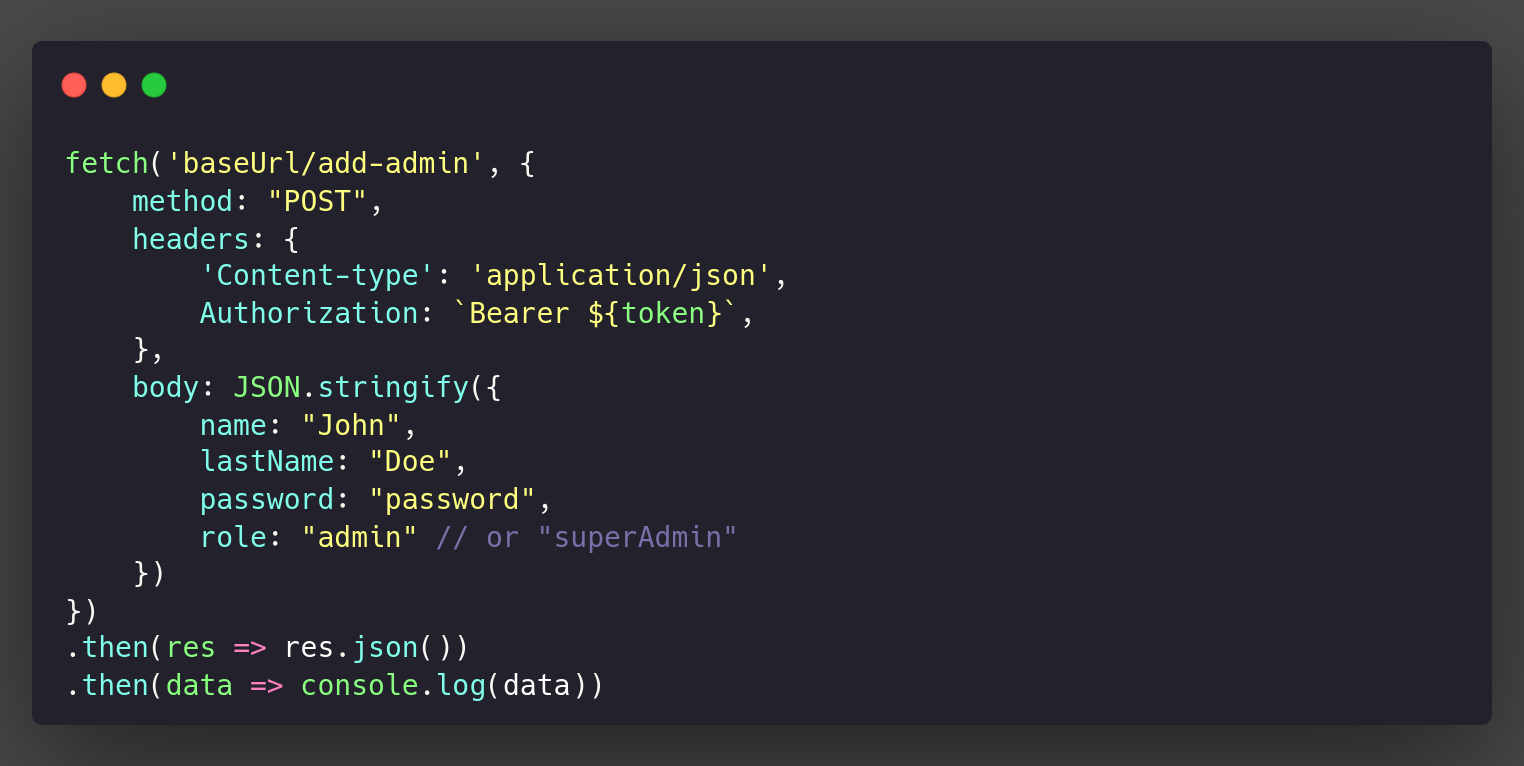 fetch('baseUrl/add-admin', {
    method: "POST",
    headers: {
        'Content-type': 'application/json',
        Authorization: `Bearer ${token}`,
    },
    body: JSON.stringify({
        name: "John",
        lastName: "Doe",
        password: "password",
        role: "admin" // or "superAdmin"
    })
})
.then(res => res.json())
.then(data => console.log(data))